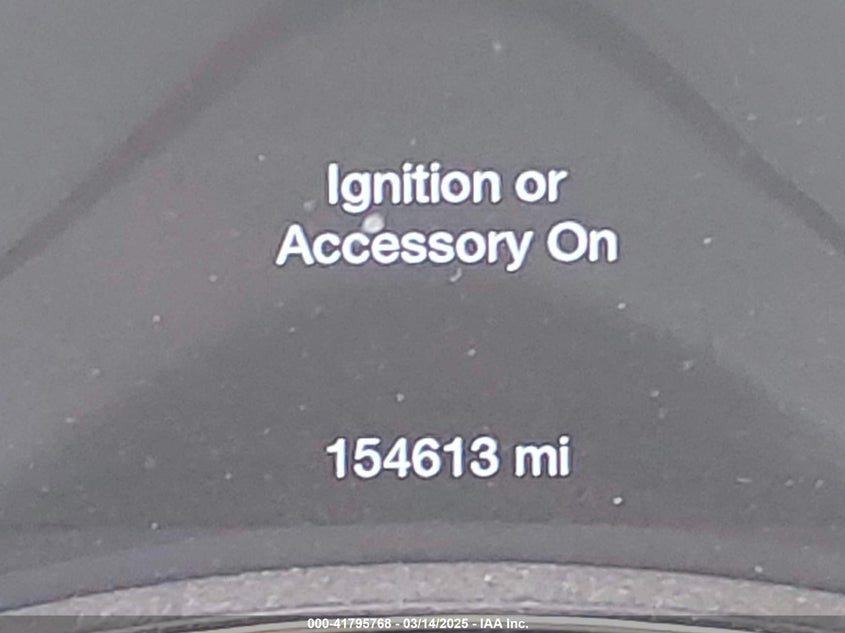 Ignition or
Accessory On
154613 mi
000-41795768 - 03/14/2025 - IAA Inc.